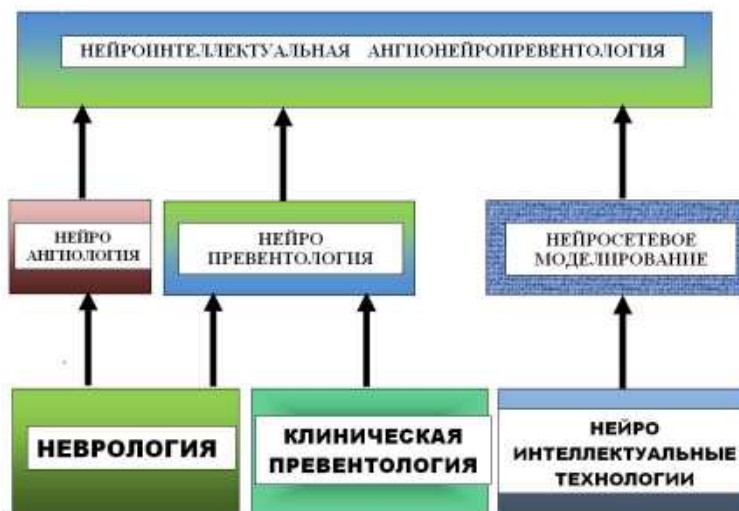 НЕЙРОИНТЕЛЛЕКТУАЛЬНАЯ АНГИОНЕЙРОПРЕВЕНТОЛОГИЯ
НЕЙРО
АНГИОЛОГИЯ
НЕЙРО
ПРЕВЕНТОЛОГИЯ
НЕЙРОСЕТЕВОЕ
МОДЕЛИРОВАНИЕ
НЕВРОЛОГИЯ
КЛИНИЧЕСКАЯ
ПРЕВЕНТОЛОГИЯ
НЕЙРО
ИНТЕЛЛЕКТУАЛЬНЫЕ
ТЕХНОЛОГИИ